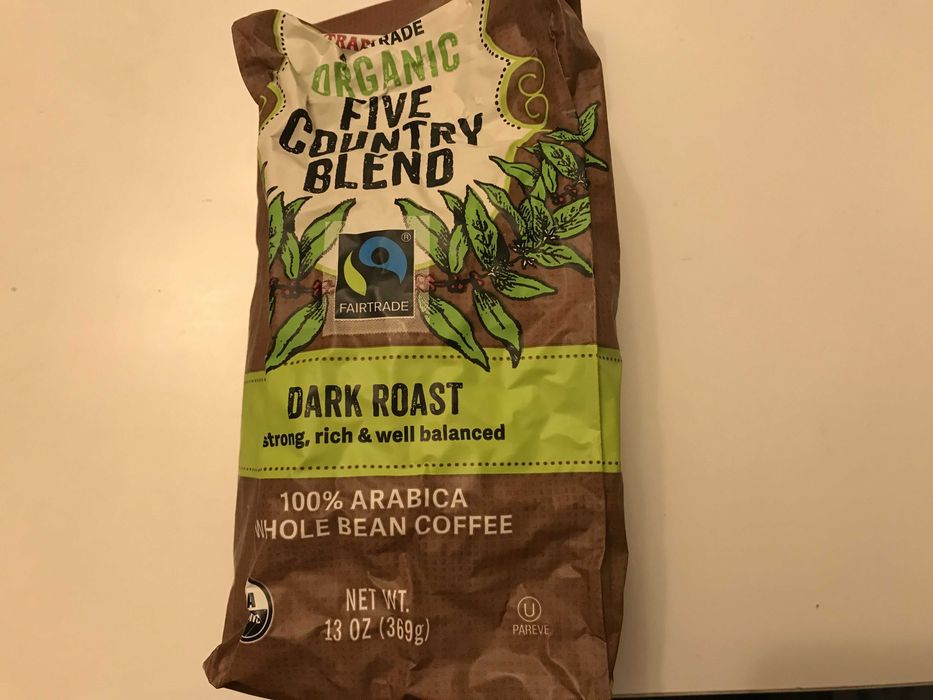 ORGANIC
FIVE
COUNTRY
BLEND
®
FAIRTRADE
DARK ROAST
strong, rich & well balanced
100% ARABICA
WHOLE BEAN COFFEE
NET WT.
13 OZ (369g)
U
PAREVE